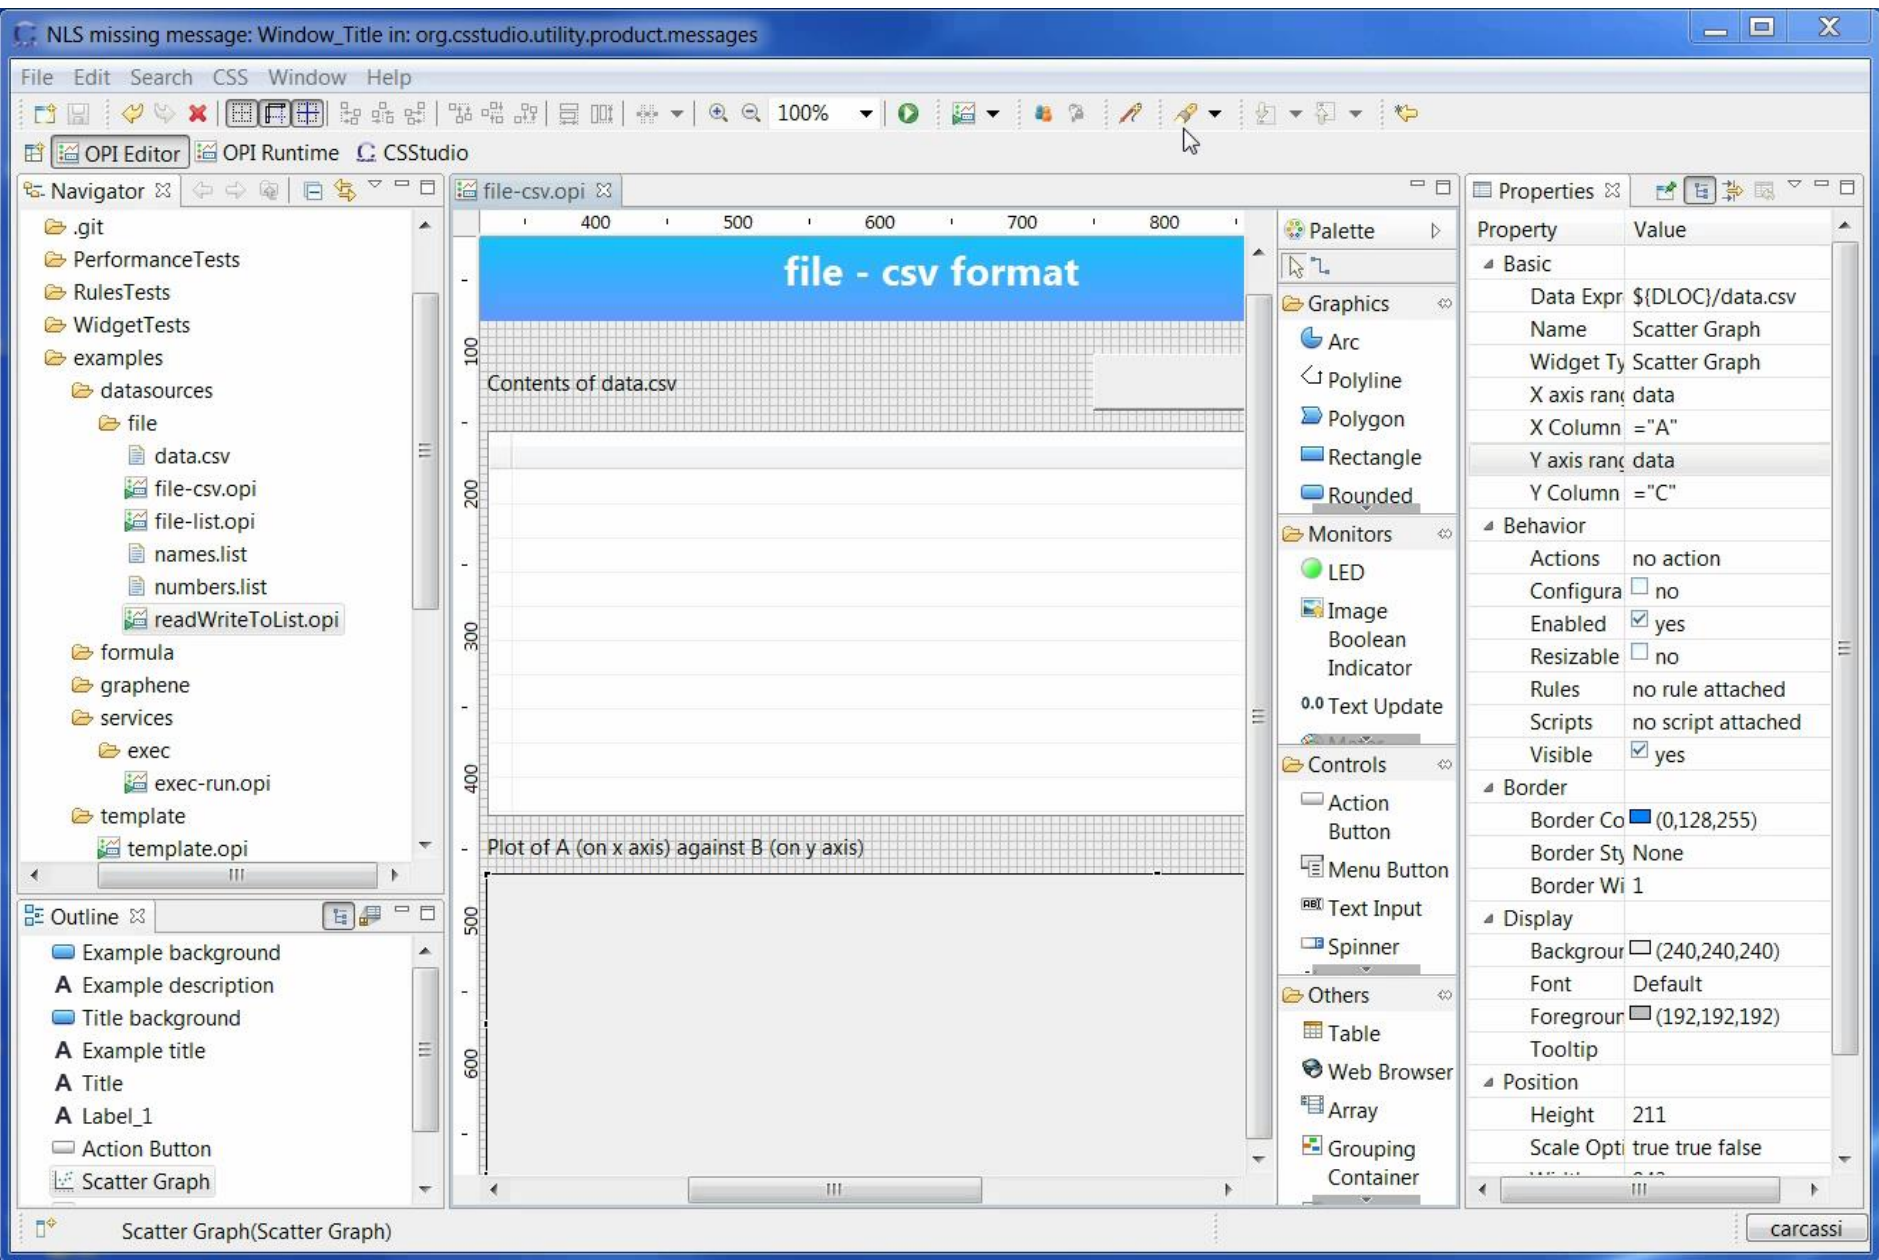 NLS missing message: Window_Title in: org.csstudio.utility.product.messages
File Edit Search CSS Window Help
100%
OPI Editor OPI Runtime CSStudio
Navigator
.git
PerformanceTests
RulesTests
WidgetTests
examples
datasources
file
data.csv
file-csv.opi
file-list.opi
names.list
numbers.list
readWriteToList.opi
formula
graphene
services
exec
exec-run.opi
template
template.opi
Outline
Example background
Example description
Title background
Example title
Title
Label_1
Action Button
Scatter Graph
file-csv.opi
400 500 600 700 800
100
200
300
400
500
600
file - csv format
Contents of data.csv
Plot of A (on x axis) against B (on y axis)
Palette
Graphics
Arc
Polyline
Polygon
Rectangle
Rounded
Monitors
LED
Image
Boolean
Indicator
0.0 Text Update
Controls
Action
Button
Menu Button
Text Input
Spinner
Others
Table
Web Browser
Array
Grouping
Container
Properties
Property Value
Basic
Data Expr ${DLOC}/data.csv
Name Scatter Graph
Widget Ty Scatter Graph
X axis rang data
X Column ="A"
Y axis rang data
Y Column ="C"
Behavior
Actions no action
Configura no
Enabled yes
Resizable no
Rules no rule attached
Scripts no script attached
Visible yes
Border
Border Co (0,128,255)
Border Sty None
Border Wi 1
Display
Backgrour (240,240,240)
Font Default
Foregroun (192,192,192)
Tooltip
Position
Height 211
Scale Opti true true false
Scatter Graph(Scatter Graph)
carcassi